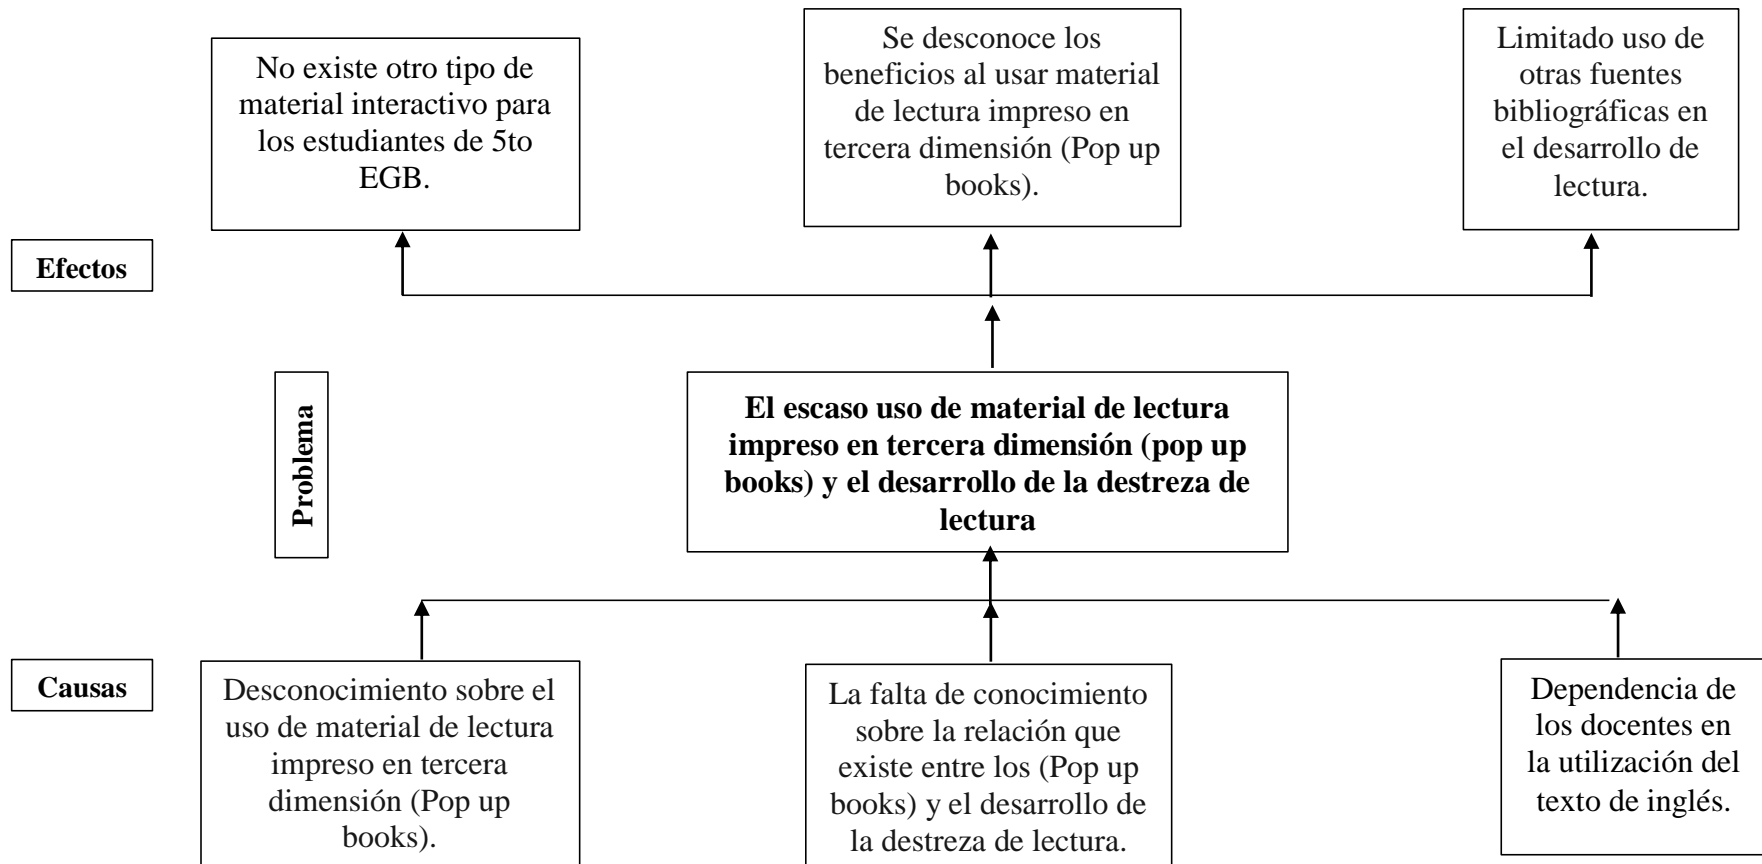 No existe otro tipo de
material interactivo para
los estudiantes de 5to
EGB.
Se desconoce los
beneficios al usar material
de lectura impreso en
tercera dimensión (Pop up
books).
Limitado uso de
otras fuentes
bibliográficas en
el desarrollo de
lectura.
Efectos
Problema
El escaso uso de material de lectura
impreso en tercera dimensión (pop up
books) y el desarrollo de la destreza de
lectura
Causas
Desconocimiento sobre el
uso de material de lectura
impreso en tercera
dimensión (Pop up
books).
La falta de conocimiento
sobre la relación que
existe entre los (Pop up
books) y el desarrollo de
la destreza de lectura.
Dependencia de
los docentes en
la utilización del
texto de inglés.